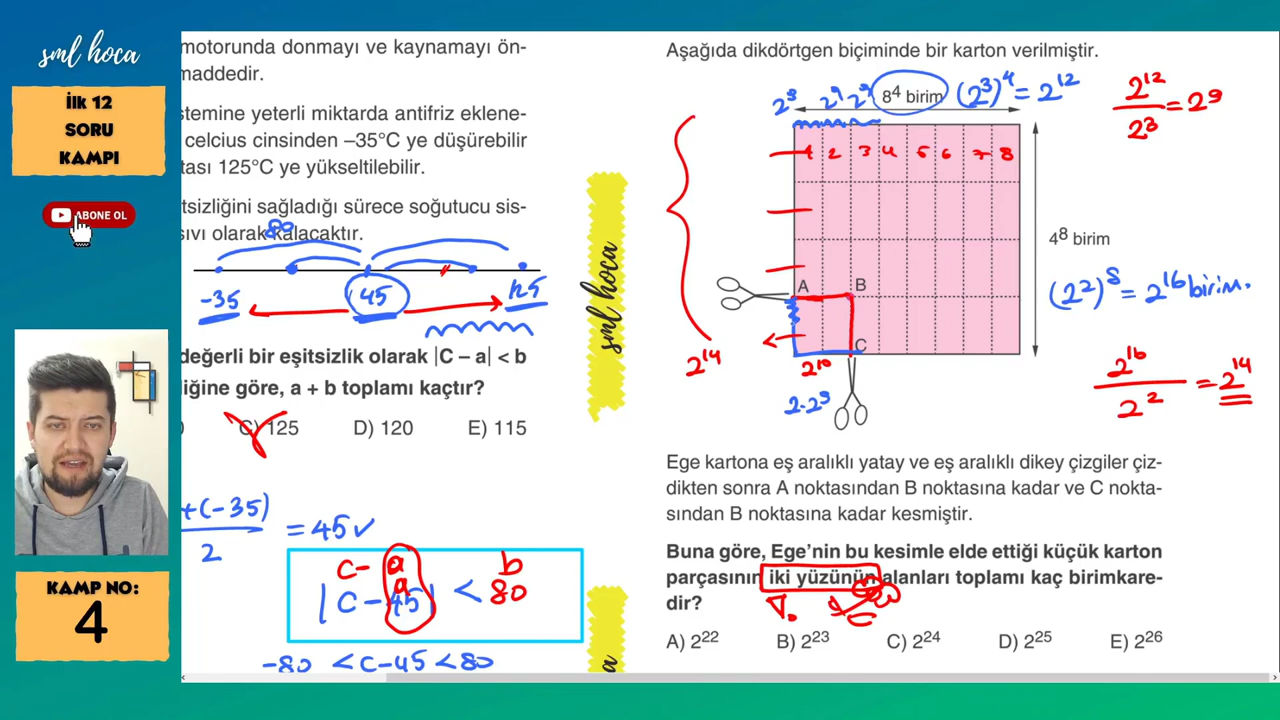 sml hoca
İlk 12
SORU
KAMPI
ABONE OL
KAMP NO:
4
motorunda donmayı ve kaynamayı ön-
maddedir.
stemine yeterli miktarda antifriz eklene-
celcius cinsinden –35°C ye düşürebilir
tası 125°C ye yükseltilebilir.
tsizliğini sağladığı sürece soğutucu sis-
sıvı olarak kalacaktır.
80
-35
45
125
değerli bir eşitsizlik olarak |C – a| < b
iğine göre, a + b toplamı kaçtır?
C) 125 D) 120 E) 115
+(-35)
2
= 45 ✓
c- a b
|C-45| < 80
a
-80 < C-45 < 80
sml hoca
Aşağıda dikdörtgen biçiminde bir karton verilmiştir.
2⁹ 2⁹ 2⁹ 8⁴ birim (2³)⁴ = 2¹²
2¹²
2³
= 2⁹
1 2 3 4 5 6 7 8
4⁸ birim
(2²)⁸ = 2¹⁶ birim.
A B
C
2¹⁴
2¹⁰
2.2⁹
2¹⁶
2²
= 2¹⁴
Ege kartona eş aralıklı yatay ve eş aralıklı dikey çizgiler çiz-
dikten sonra A noktasından B noktasına kadar ve C nokta-
sından B noktasına kadar kesmiştir.
Buna göre, Ege'nin bu kesimle elde ettiği küçük karton
parçasının iki yüzünün alanları toplamı kaç birimkare-
dir?
A) 2²² B) 2²³ C) 2²⁴ D) 2²⁵ E) 2²⁶